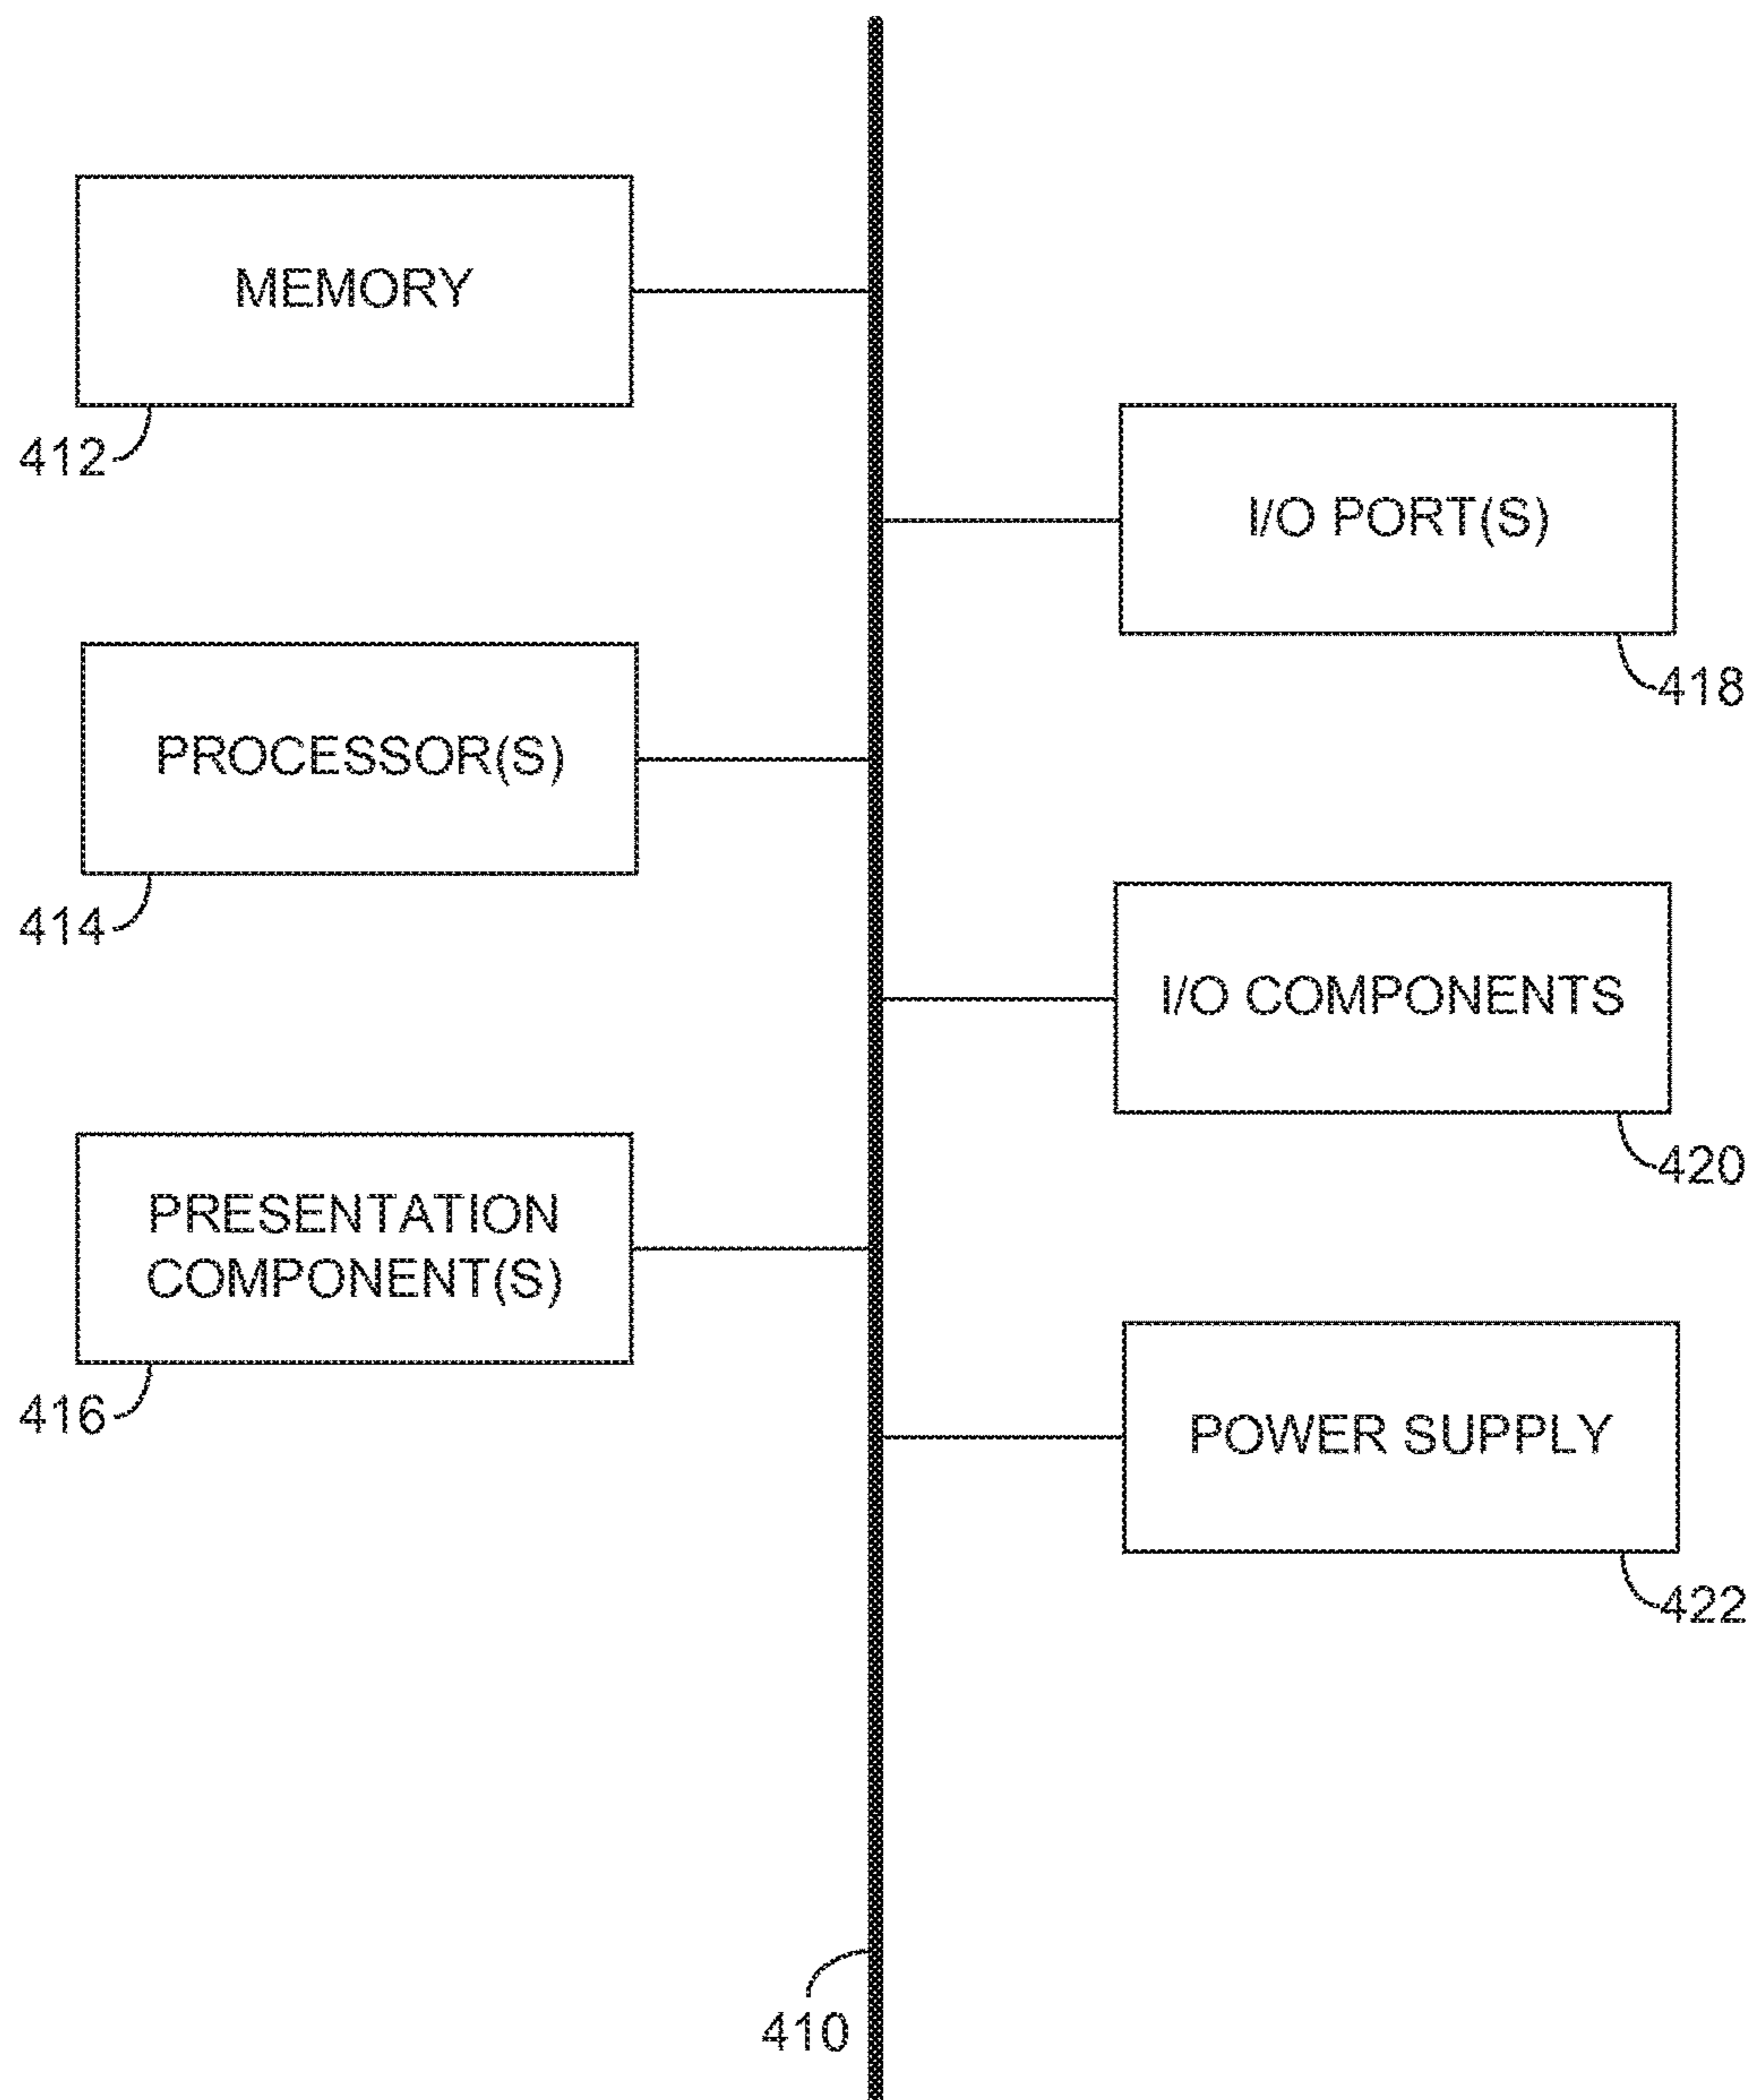 MEMORY
412
I/O PORT(S)
418
PROCESSOR(S)
414
I/O COMPONENTS
420
PRESENTATION
COMPONENT(S)
416
POWER SUPPLY
422
410